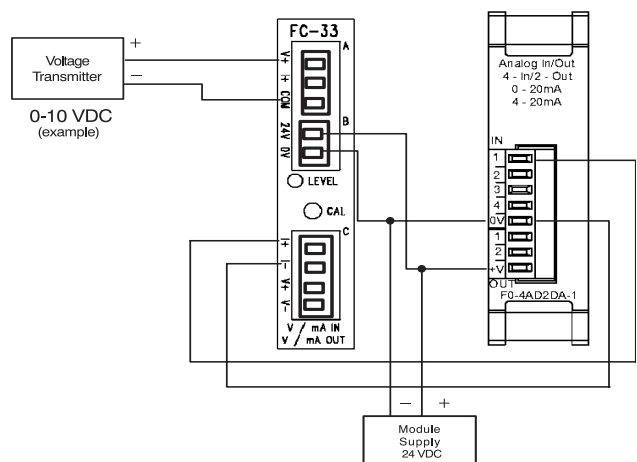 Voltage
Transmitter
+
−
0-10 VDC
(example)
FC-33
A
V+
I+
COM
B
24V
0V
LEVEL
CAL
C
I+
I-
V+
V-
V / mA IN
V / mA OUT
Analog In/Out
4 - In/2 - Out
0 - 20mA
4 - 20mA
IN
1
2
3
4
0V
1
2
+V
OUT
F0-4AD2DA-1
− +
Module
Supply
24 VDC